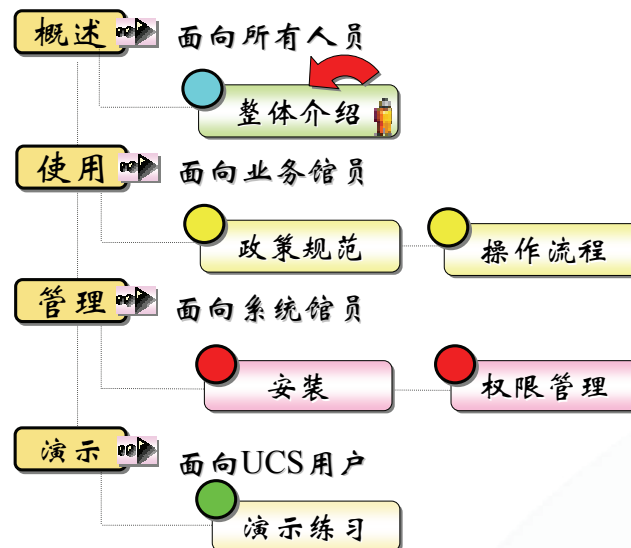 概述 面向所有人员
整体介绍
使用 面向业务馆员
政策规范 操作流程
管理 面向系统馆员
安装 权限管理
演示 面向UCS用户
演示练习